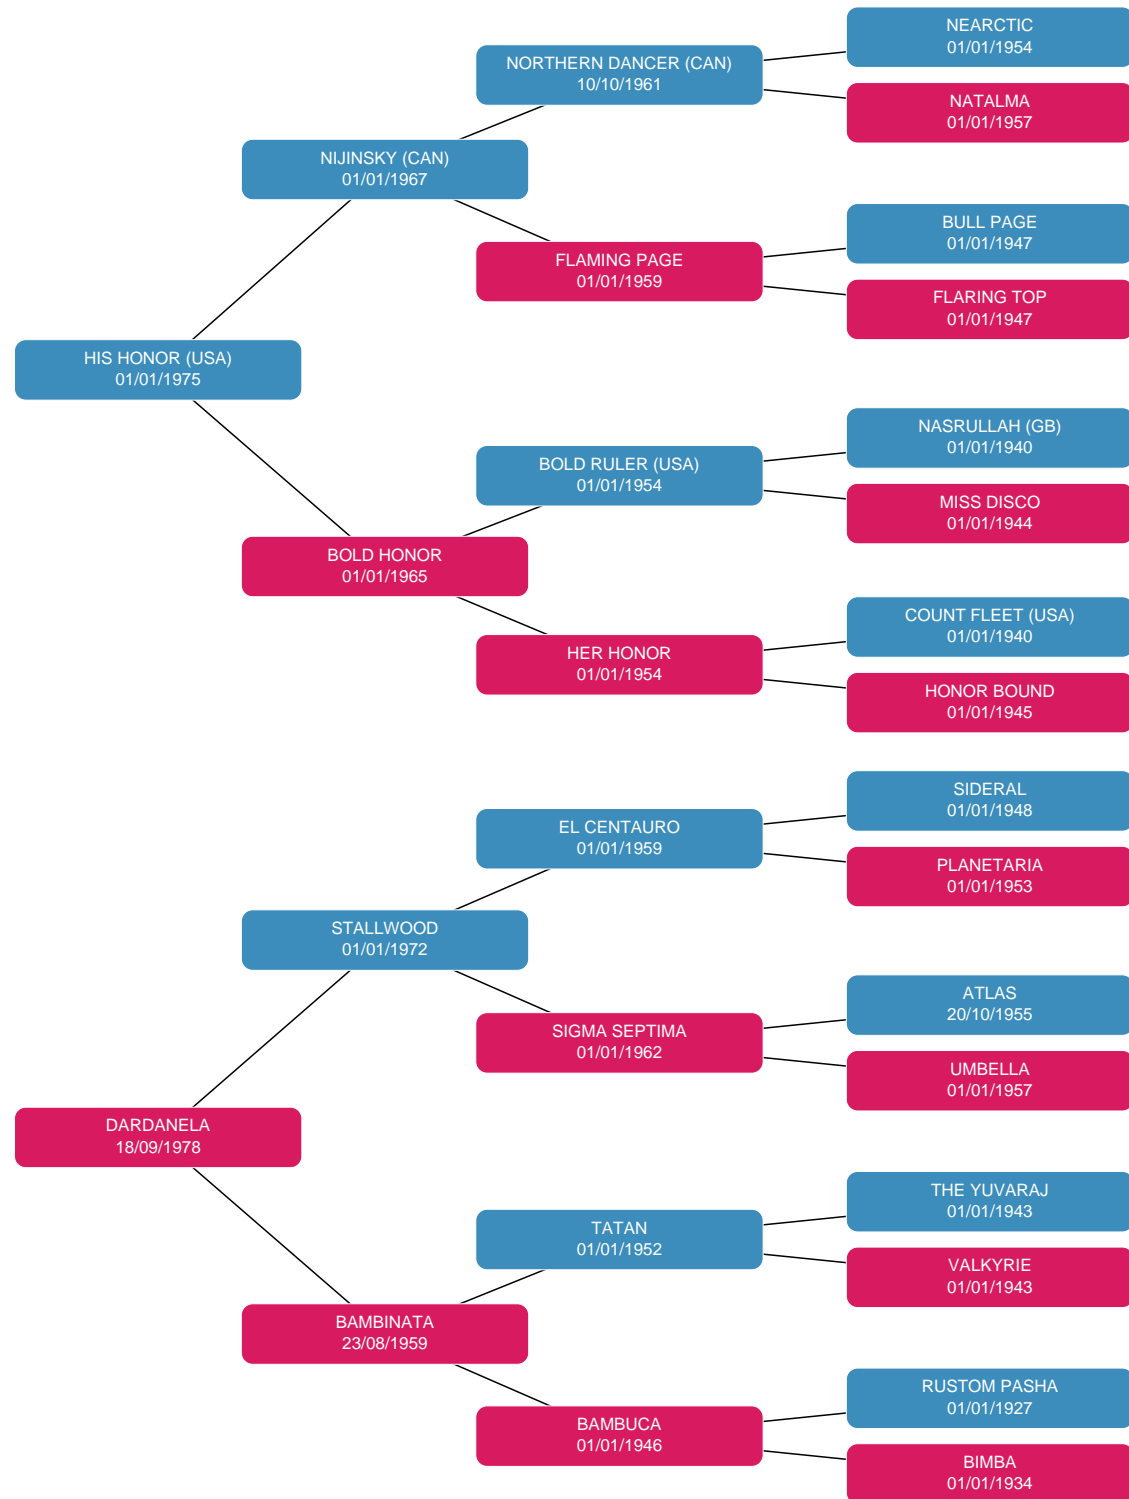 NEARCTIC
01/01/1954
NORTHERN DANCER (CAN)
10/10/1961
NATALMA
01/01/1957
NIJINSKY (CAN)
01/01/1967
BULL PAGE
01/01/1947
FLAMING PAGE
01/01/1959
FLARING TOP
01/01/1947
HIS HONOR (USA)
01/01/1975
NASRULLAH (GB)
01/01/1940
BOLD RULER (USA)
01/01/1954
MISS DISCO
01/01/1944
BOLD HONOR
01/01/1965
COUNT FLEET (USA)
01/01/1940
HER HONOR
01/01/1954
HONOR BOUND
01/01/1945
SIDERAL
01/01/1948
EL CENTAURO
01/01/1959
PLANETARIA
01/01/1953
STALLWOOD
01/01/1972
ATLAS
20/10/1955
SIGMA SEPTIMA
01/01/1962
UMBELLA
01/01/1957
DARDANELA
18/09/1978
THE YUVARAJ
01/01/1943
TATAN
01/01/1952
VALKYRIE
01/01/1943
BAMBINATA
23/08/1959
RUSTOM PASHA
01/01/1927
BAMBUCA
01/01/1946
BIMBA
01/01/1934